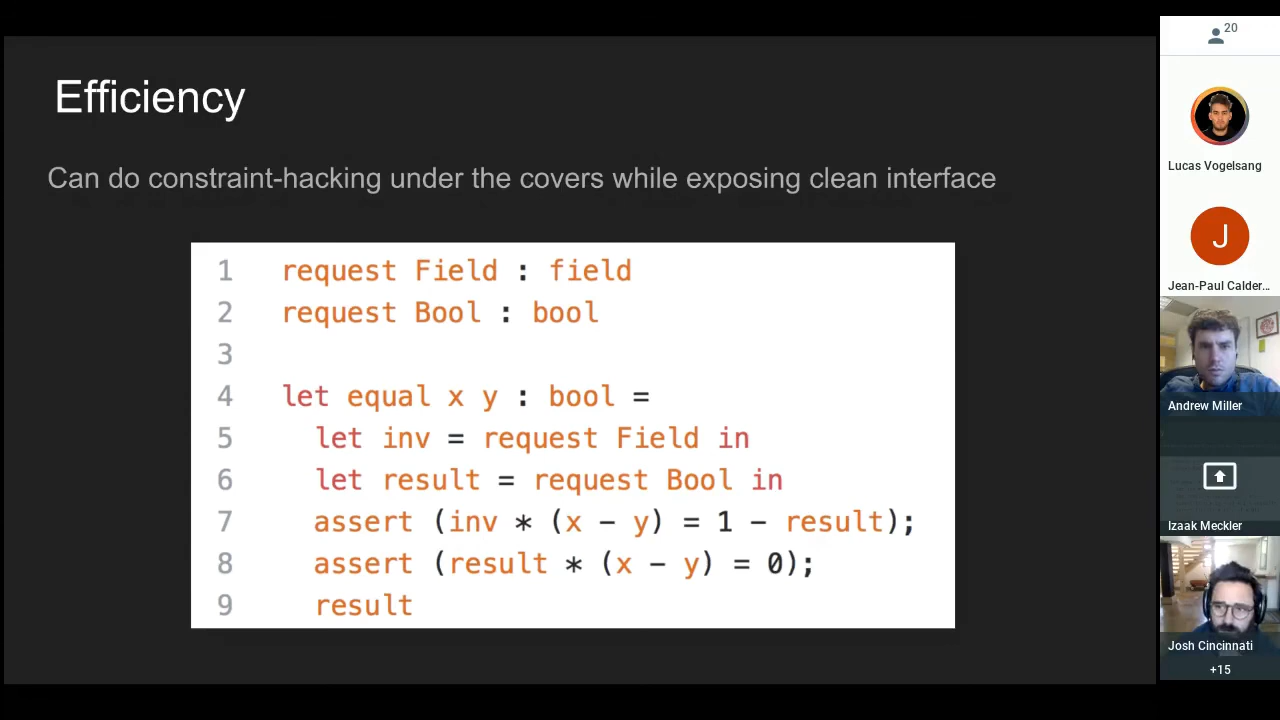 Efficiency
Can do constraint-hacking under the covers while exposing clean interface
1 request Field : field
2 request Bool : bool
3
4 let equal x y : bool =
5 let inv = request Field in
6 let result = request Bool in
7 assert (inv * (x - y) = 1 - result);
8 assert (result * (x - y) = 0);
9 result
20
Lucas Vogelsang
J
Jean-Paul Calder...
Andrew Miller
Izaak Meckler
Josh Cincinnati
+15